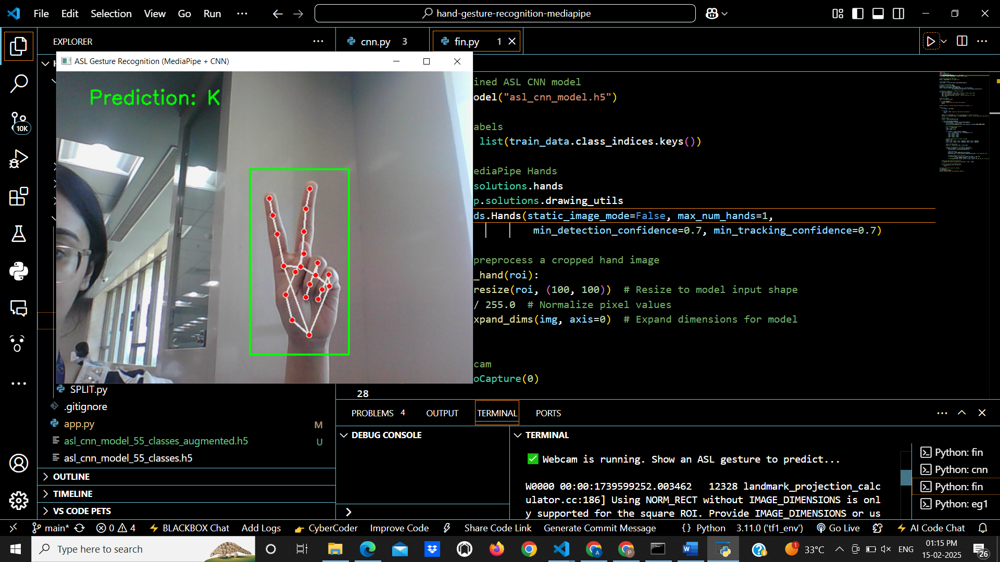 File Edit Selection View Go Run ...
hand-gesture-recognition-mediapipe
EXPLORER
cnn.py 3
fin.py 1
ASL Gesture Recognition (MediaPipe + CNN)
Prediction: K
ined ASL CNN model
odel("asl_cnn_model.h5")
abels
list(train_data.class_indices.keys())
ediaPipe Hands
solutions.hands
p.solutions.drawing_utils
ds.Hands(static_image_mode=False, max_num_hands=1,
min_detection_confidence=0.7, min_tracking_confidence=0.7)
preprocess a cropped hand image
_hand(roi):
resize(roi, (100, 100)) # Resize to model input shape
/ 255.0 # Normalize pixel values
xpand_dims(img, axis=0) # Expand dimensions for model
cam
oCapture(0)
28
10K
SPLIT.py
.gitignore
app.py M
asl_cnn_model_55_classes_augmented.h5 U
asl_cnn_model_55_classes.h5
OUTLINE
TIMELINE
VS CODE PETS
PROBLEMS 4 OUTPUT TERMINAL PORTS
DEBUG CONSOLE
TERMINAL
Webcam is running. Show an ASL gesture to predict...
W0000 00:00:1739599252.003462 12328 landmark_projection_calc
ulator.cc:186] Using NORM_RECT without IMAGE_DIMENSIONS is onl
y supported for the square ROI. Provide IMAGE_DIMENSIONS or us
Python: fin
Python: cnn
Python: fin
Python: eg1
main* 0 4 BLACKBOX Chat Add Logs CyberCoder Improve Code Share Code Link Generate Commit Message {} Python 3.11.0 ('tf1_env') Go Live AI Code Chat
Type here to search
33°C ENG
01:15 PM
15-02-2025
26